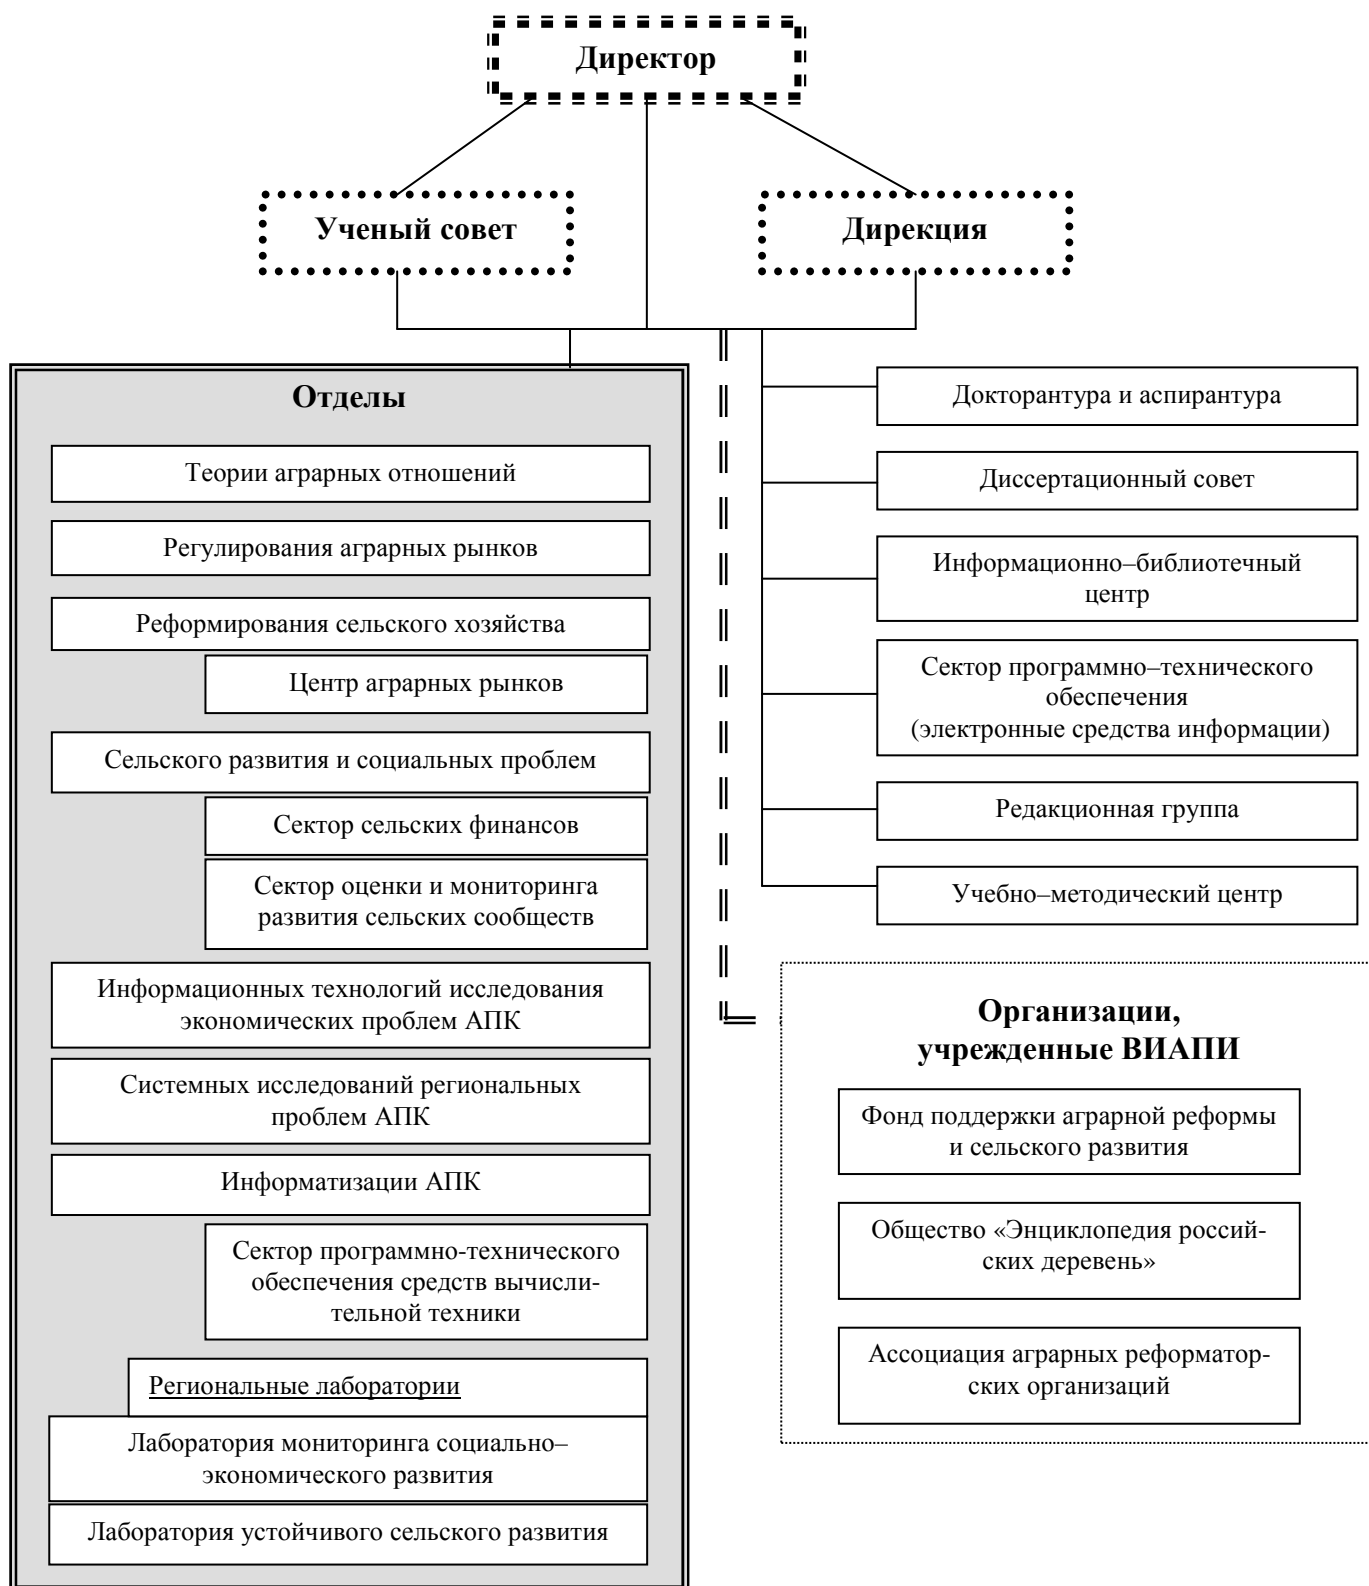 Директор
Ученый совет
Дирекция
Отделы
Теории аграрных отношений
Регулирования аграрных рынков
Реформирования сельского хозяйства
Центр аграрных рынков
Сельского развития и социальных проблем
Сектор сельских финансов
Сектор оценки и мониторинга
развития сельских сообществ
Информационных технологий исследования
экономических проблем АПК
Системных исследований региональных
проблем АПК
Информатизации АПК
Сектор программно-технического
обеспечения средств вычисли-
тельной техники
Региональные лаборатории
Лаборатория мониторинга социально–
экономического развития
Лаборатория устойчивого сельского развития
Докторантура и аспирантура
Диссертационный совет
Информационно–библиотечный
центр
Сектор программно–технического
обеспечения
(электронные средства информации)
Редакционная группа
Учебно–методический центр
Организации,
учрежденные ВИАПИ
Фонд поддержки аграрной реформы
и сельского развития
Общество «Энциклопедия россий-
ских деревень»
Ассоциация аграрных реформатор-
ских организаций